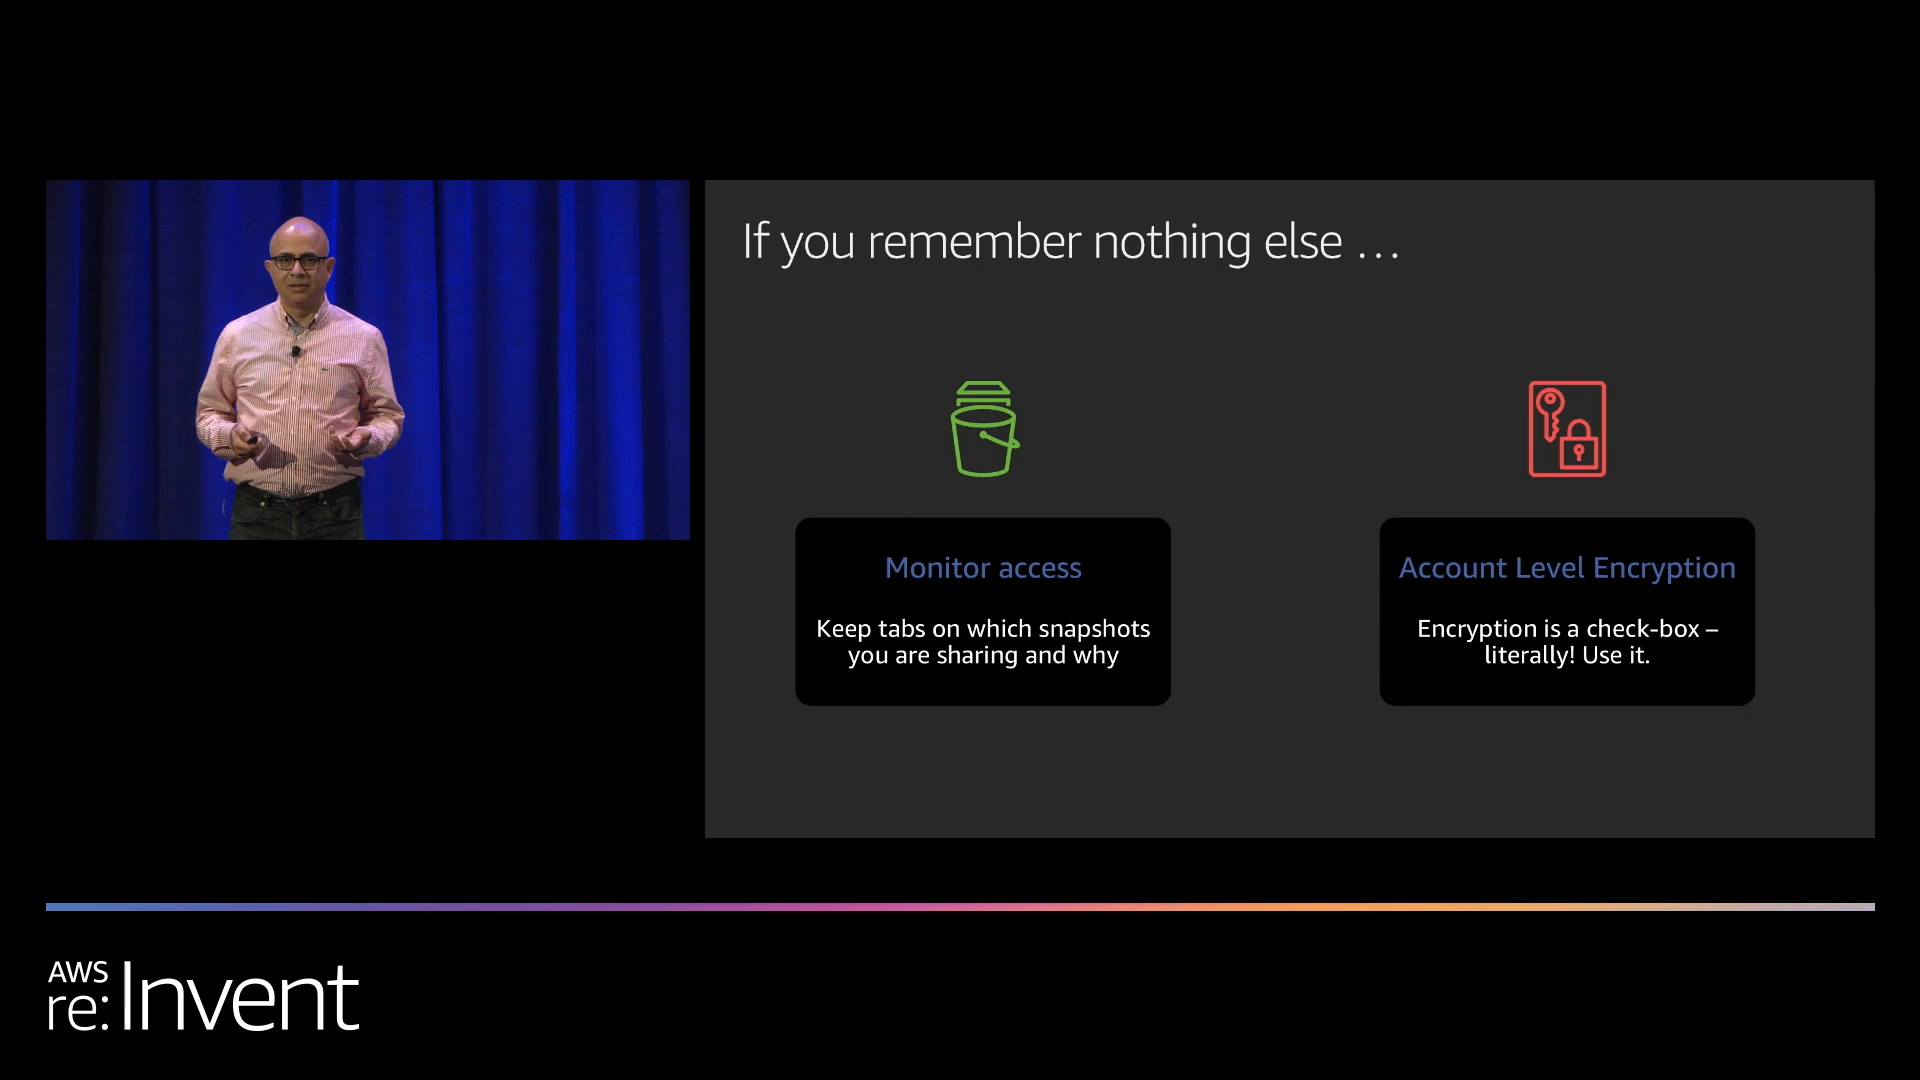 If you remember nothing else …
Monitor access
Keep tabs on which snapshots
you are sharing and why
Account Level Encryption
Encryption is a check-box –
literally! Use it.
AWS
re:Invent